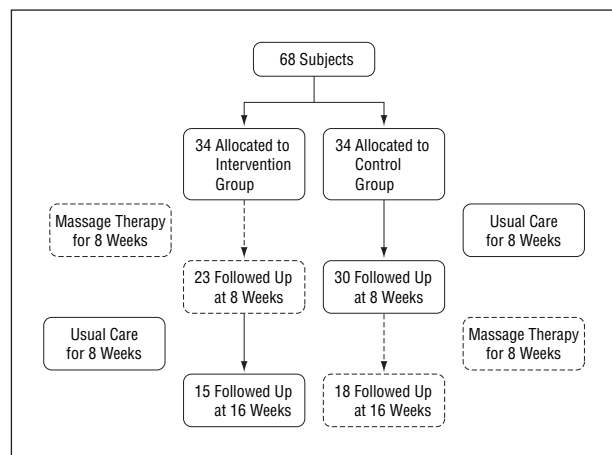 68 Subjects
34 Allocated to
Intervention
Group
34 Allocated to
Control
Group
Massage Therapy
for 8 Weeks
Usual Care
for 8 Weeks
23 Followed Up
at 8 Weeks
30 Followed Up
at 8 Weeks
Usual Care
for 8 Weeks
Massage Therapy
for 8 Weeks
15 Followed Up
at 16 Weeks
18 Followed Up
at 16 Weeks